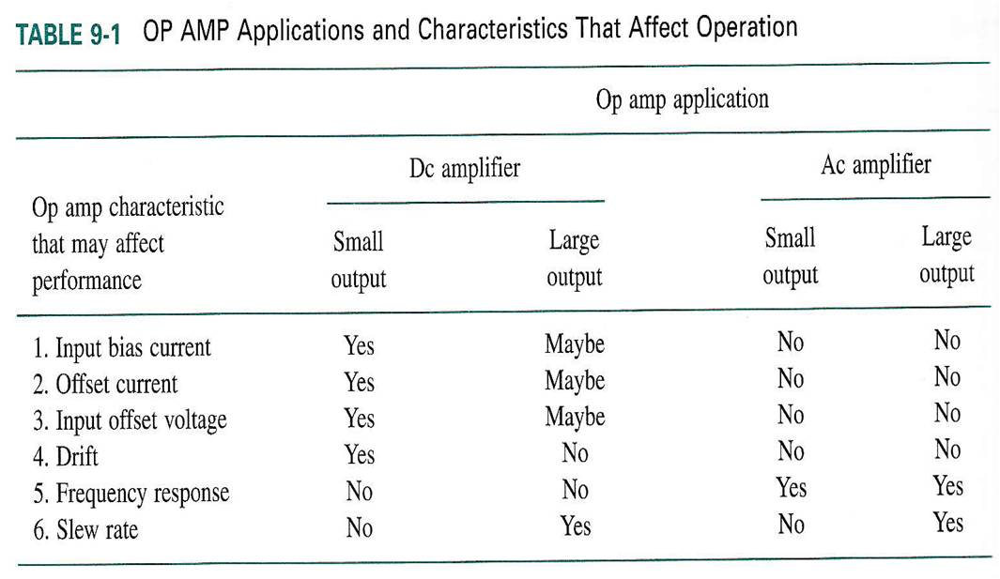 TABLE 9-1 OP AMP Applications and Characteristics That Affect Operation
Op amp application
Dc amplifier Ac amplifier
Op amp characteristic
that may affect Small Large Small Large
performance output output output output
1. Input bias current Yes Maybe No No
2. Offset current Yes Maybe No No
3. Input offset voltage Yes Maybe No No
4. Drift Yes No No No
5. Frequency response No No Yes Yes
6. Slew rate No Yes No Yes